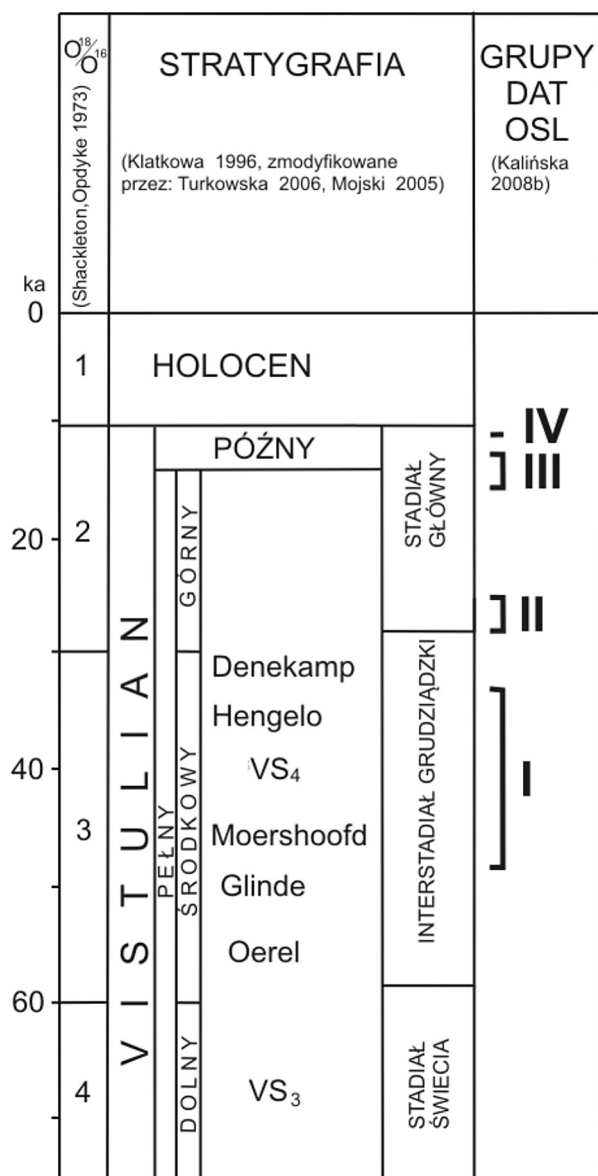 O18/O16
(Shackleton,Opdyke 1973)
STRATYGRAFIA
(Klatkowa 1996, zmodyfikowane
przez: Turkowska 2006, Mojski 2005)
GRUPY
DAT
OSL
(Kalińska
2008b)
ka
0
1
HOLOCEN
IV
PÓŹNY
III
STADIAŁ
GŁÓWNY
20
2
GÓRNY
II
VISTULIAN
PEŁNY
ŚRODKOWY
Denekamp
Hengelo
VS4
Moershoofd
Glinde
Oerel
INTERSTADIAŁ GRUDZIĄDZKI
I
40
3
60
4
DOLNY
VS3
STADIAŁ
ŚWIECIA